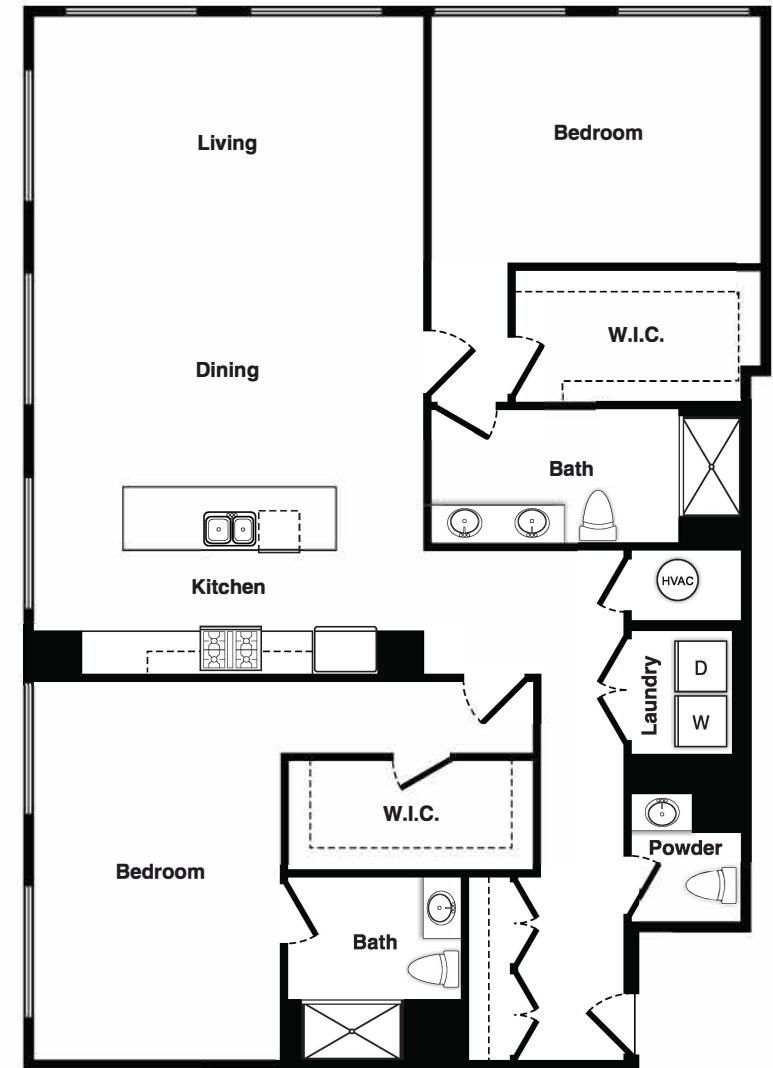 Living
Bedroom
W.I.C.
Dining
Bath
Kitchen
HVAC
Laundry
D
W
W.I.C.
Powder
Bedroom
Bath